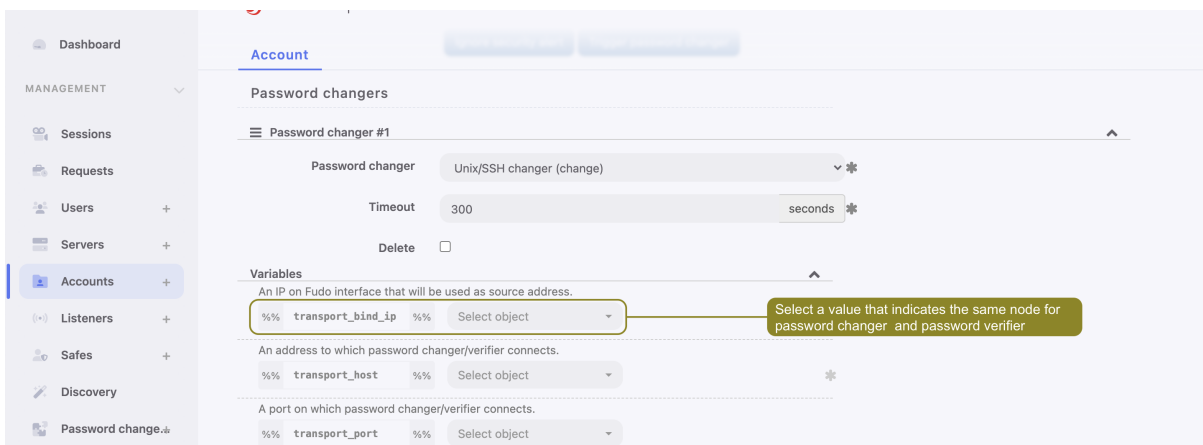 Dashboard
Account
MANAGEMENT
Password changers
Sessions
Password changer #1
Requests
Password changer
Unix/SSH changer (change)
*
Users
+
Timeout
300
seconds
*
Servers
+
Delete
Accounts
+
Variables
An IP on Fudo interface that will be used as source address.
%% transport_bind_ip %% Select object
Select a value that indicates the same node for
password changer and password verifier
Listeners
+
Safes
+
An address to which password changer/verifier connects.
%% transport_host %% Select object
*
Discovery
A port on which password changer/verifier connects.
Password change..
%% transport_port %% Select object